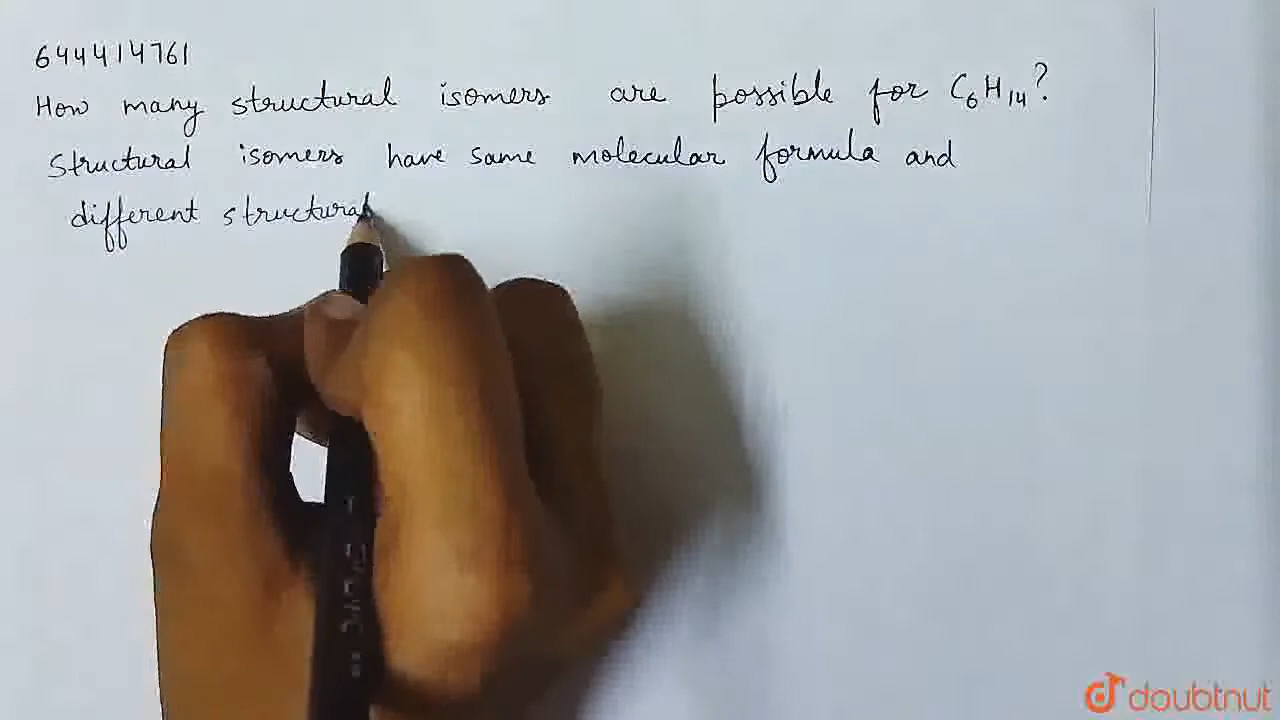 644414761
How many structural isomers are possible for C₆H₁₄?
Structural isomers have same molecular formula and
different structural
doubtnut